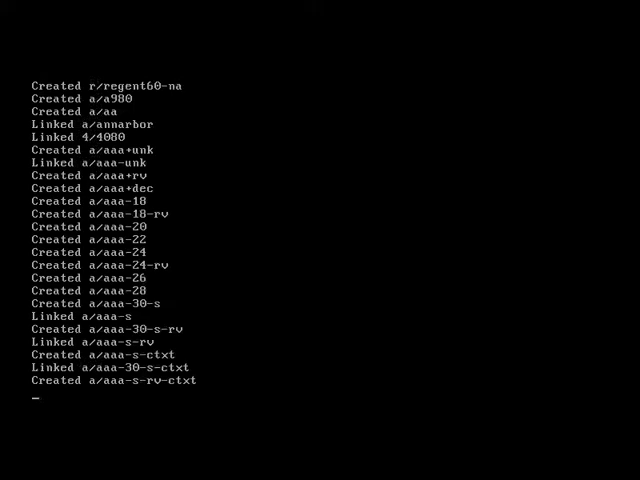 Created r/regent60-na
Created a/a980
Created a/aa
Linked a/annarbor
Linked 4/4080
Created a/aaa+unk
Linked a/aaa-unk
Created a/aaa+rv
Created a/aaa+dec
Created a/aaa-18
Created a/aaa-18-rv
Created a/aaa-20
Created a/aaa-22
Created a/aaa-24
Created a/aaa-24-rv
Created a/aaa-26
Created a/aaa-28
Created a/aaa-30-s
Linked a/aaa-s
Created a/aaa-30-s-rv
Linked a/aaa-s-rv
Created a/aaa-s-ctxt
Linked a/aaa-30-s-ctxt
Created a/aaa-s-rv-ctxt
_